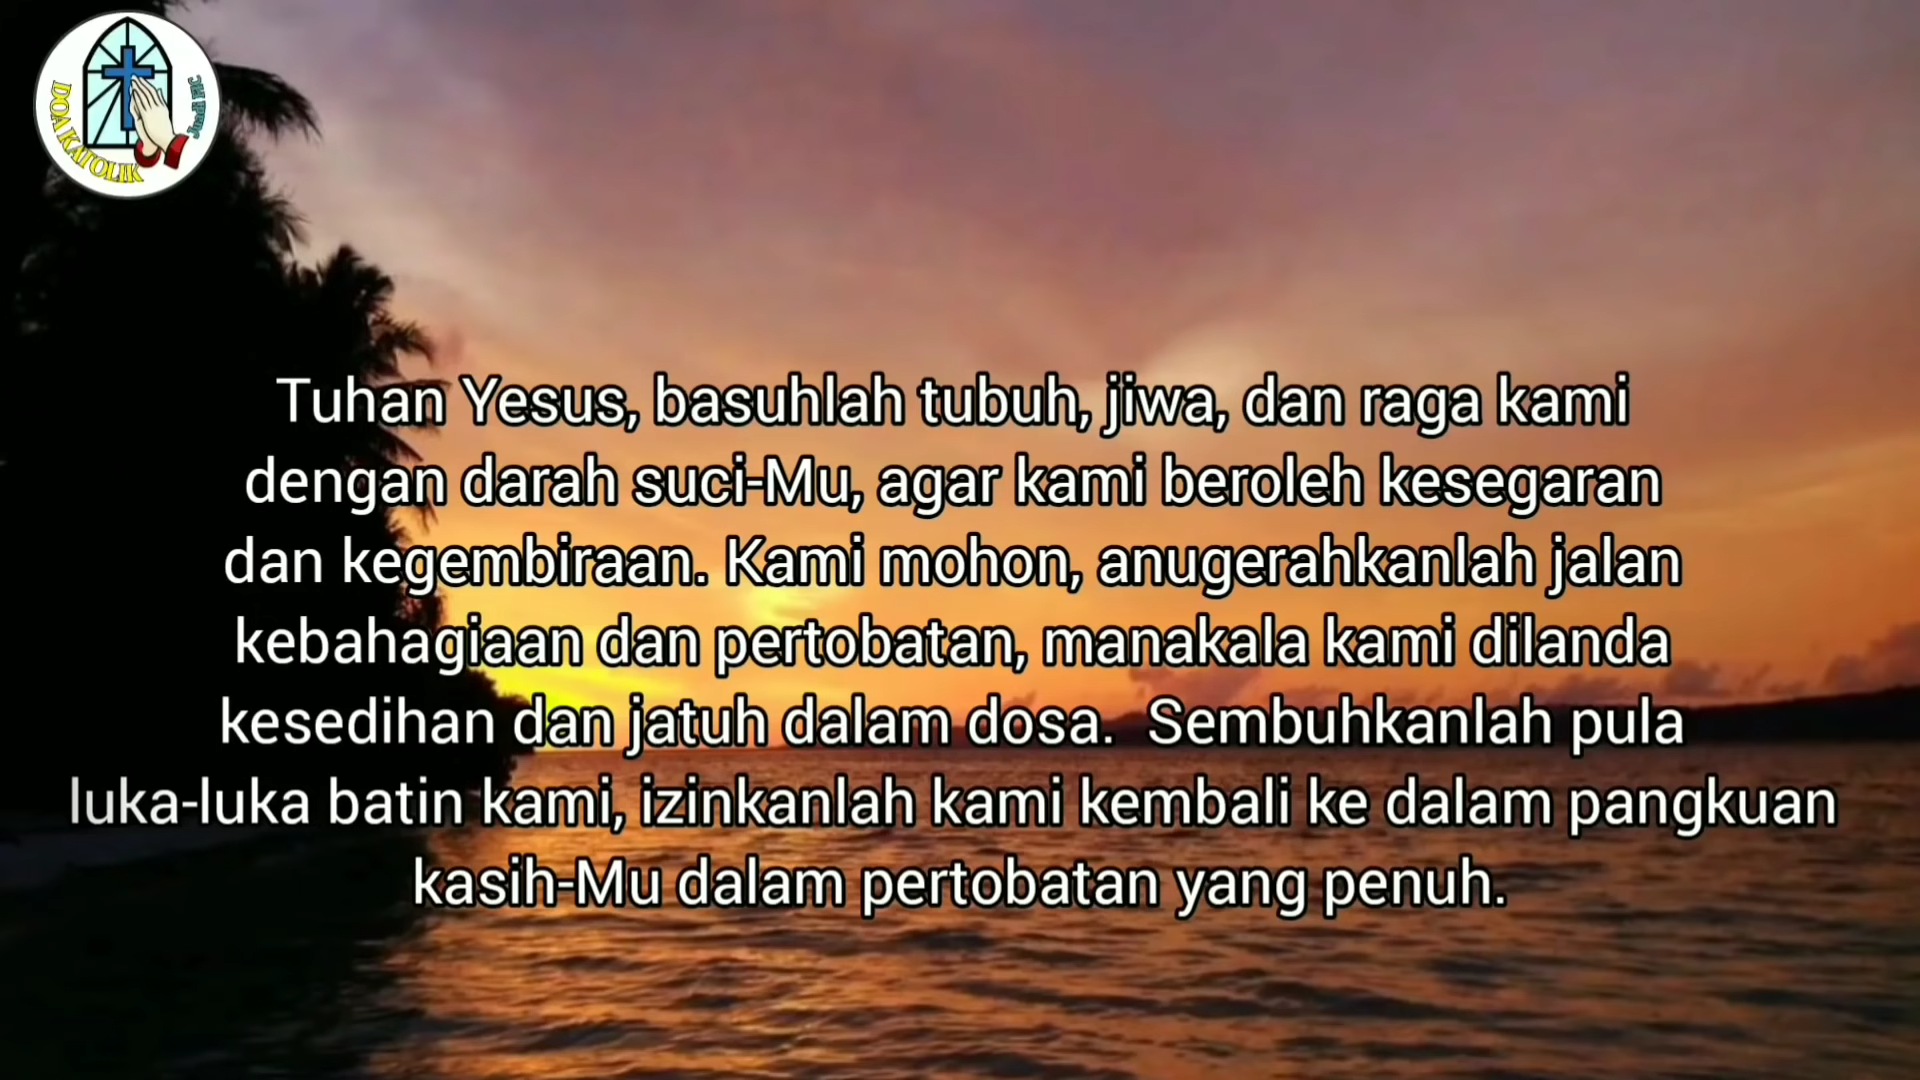 DOA KATOLIK
Tuhan Yesus, basuhlah tubuh, jiwa, dan raga kami
dengan darah suci-Mu, agar kami beroleh kesegaran
dan kegembiraan. Kami mohon, anugerahkanlah jalan
kebahagiaan dan pertobatan, manakala kami dilanda
kesedihan dan jatuh dalam dosa. Sembuhkanlah pula
luka-luka batin kami, izinkanlah kami kembali ke dalam pangkuan
kasih-Mu dalam pertobatan yang penuh.